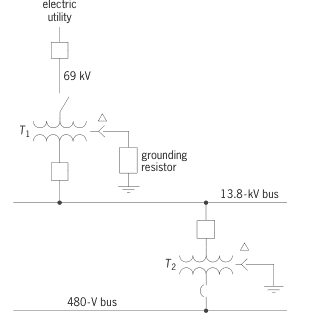 electric
utility
69 kV
T1
grounding
resistor
13.8-kV bus
T2
480-V bus